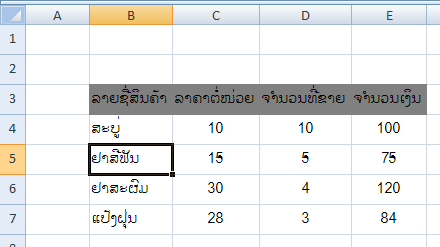 A B C D E
1
2
3 ລາຍຊື່ສິນຄ້າ ລາຄາຕໍ່ໜ່ວຍ ຈຳນວນທີ່ຂາຍ ຈຳນວນເງິນ
4 ສະບູ່ 10 10 100
5 ຢາສີຟັນ 15 5 75
6 ຢາສະຜົມ 30 4 120
7 ແປ້ງຝຸ່ນ 28 3 84